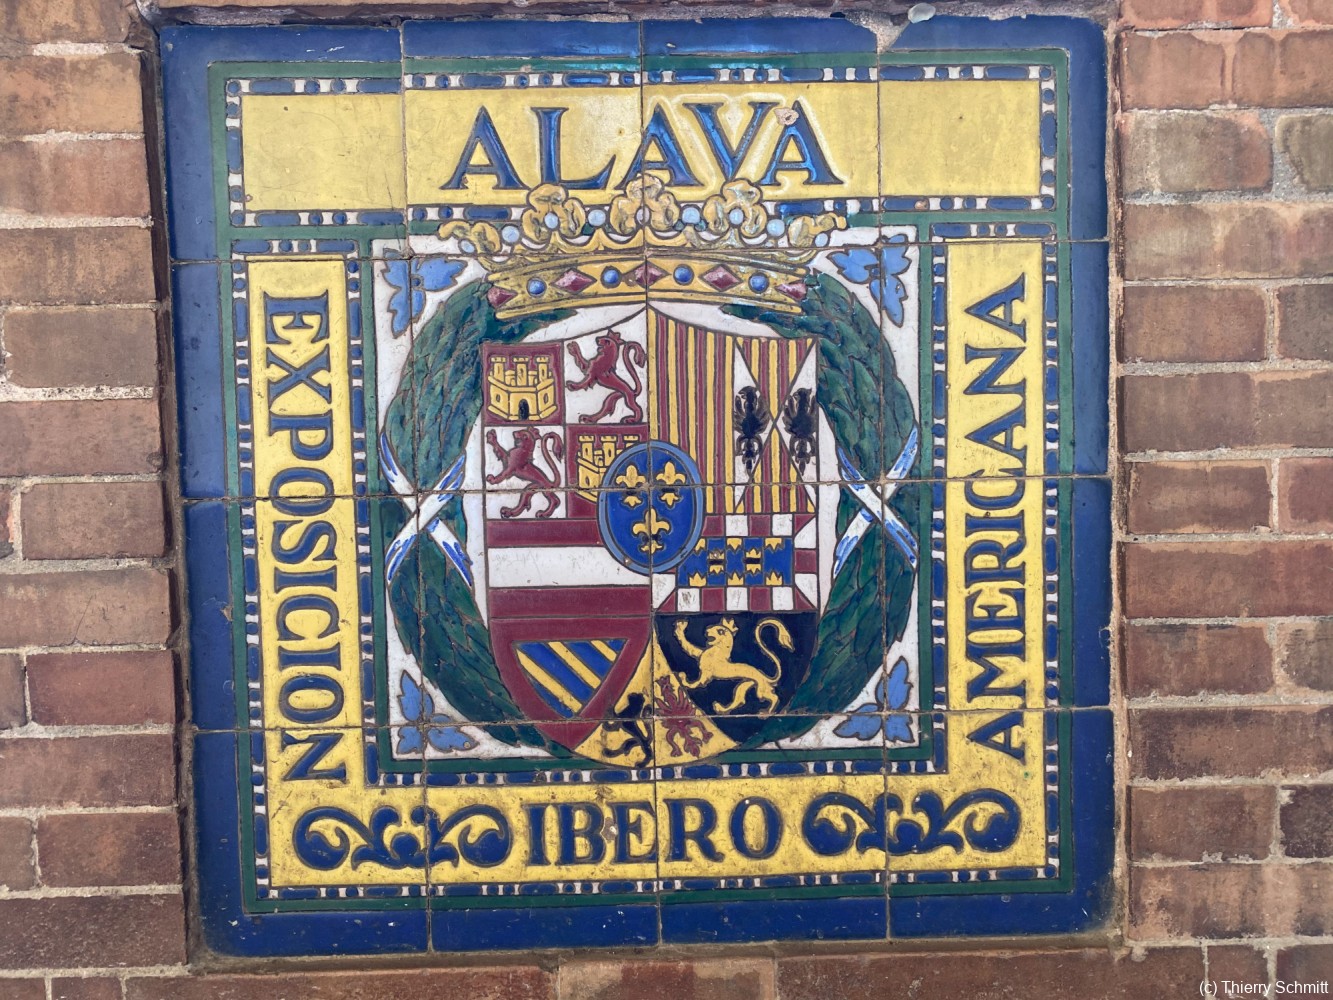 ALAVA
EXPOSICION
IBERO
AMERICANA
(c) Thierry Schmitt